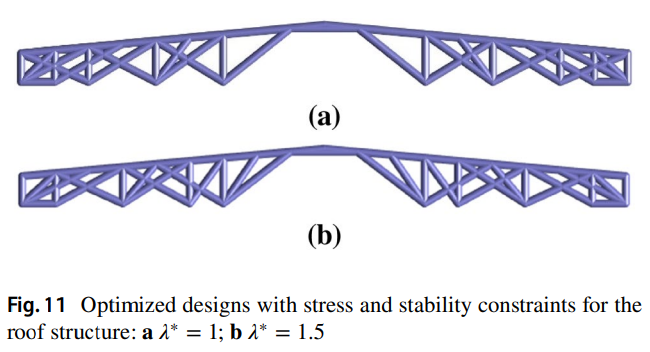 (a)
(b)
Fig. 11 Optimized designs with stress and stability constraints for the
roof structure: a λ* = 1; b λ* = 1.5